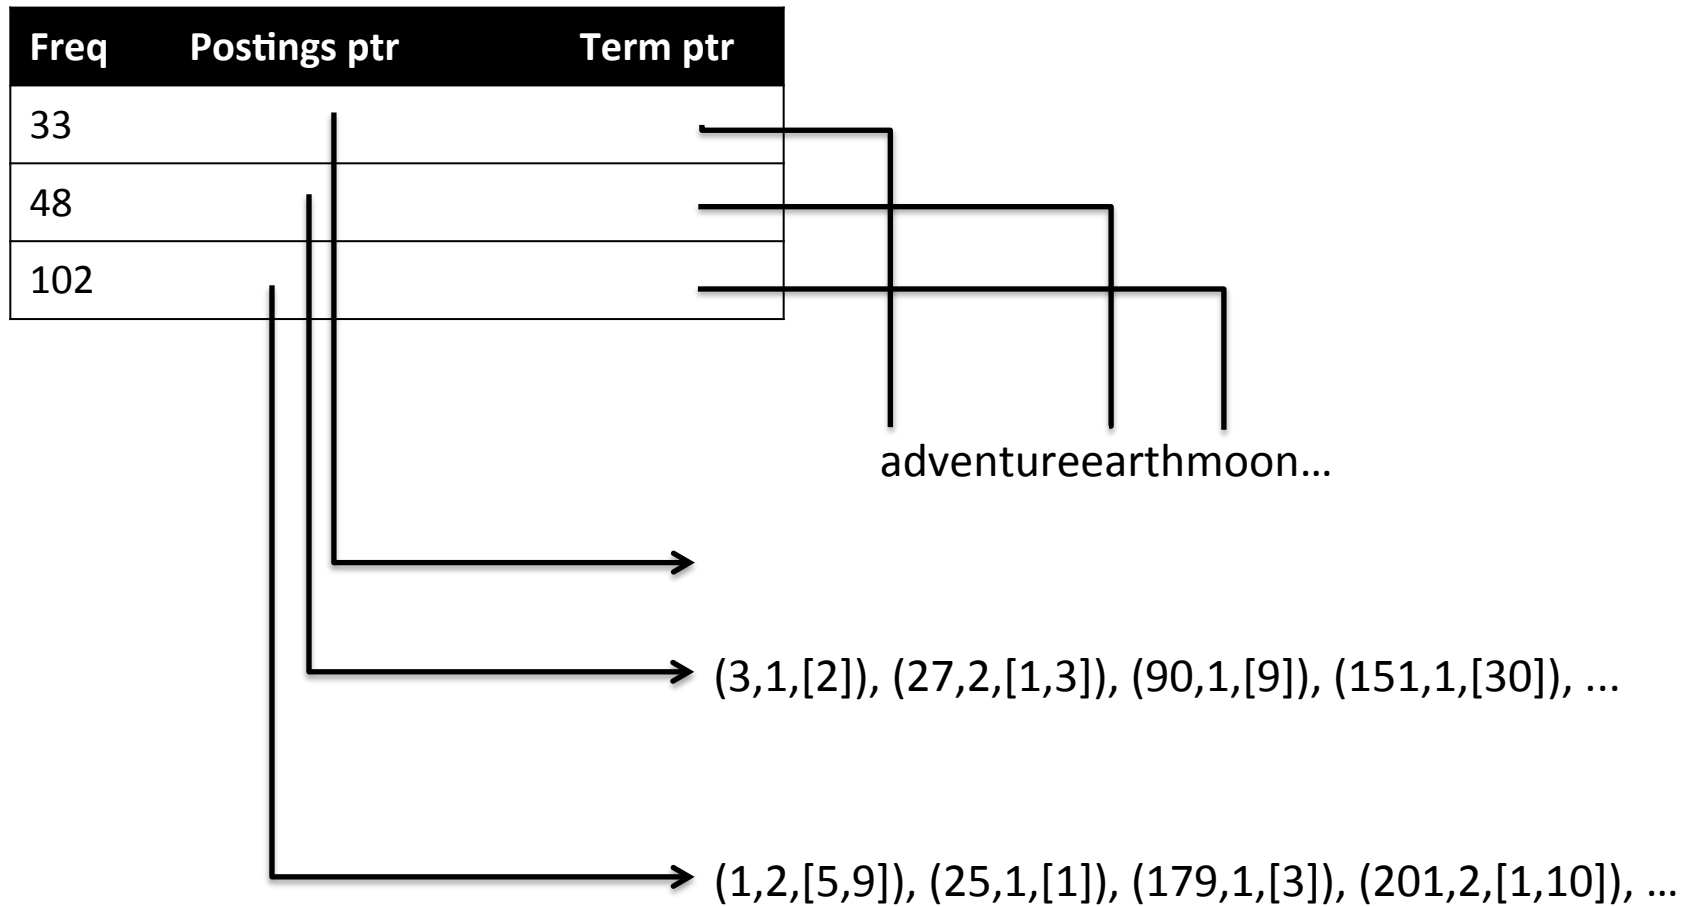 Freq Postings ptr Term ptr
33
48
102
adventureearthmoon...
(3,1,[2]), (27,2,[1,3]), (90,1,[9]), (151,1,[30]), ...
(1,2,[5,9]), (25,1,[1]), (179,1,[3]), (201,2,[1,10]), ...